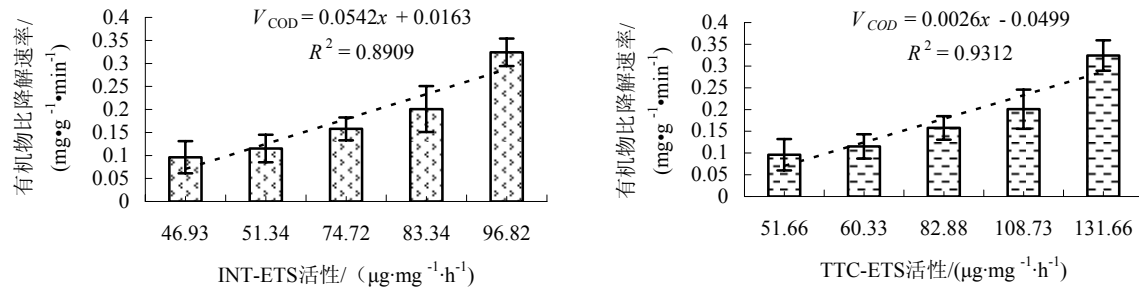 V_COD = 0.0542x + 0.0163
R² = 0.8909
有机物比降解速率/
(mg•g⁻¹•min⁻¹)
0.4
0.35
0.3
0.25
0.2
0.15
0.1
0.05
0
46.93 51.34 74.72 83.34 96.82
INT-ETS活性/（μg·mg⁻¹·h⁻¹)
V_COD = 0.0026x - 0.0499
R² = 0.9312
有机物比降解速率/
(mg•g⁻¹•min⁻¹)
0.4
0.35
0.3
0.25
0.2
0.15
0.1
0.05
0
51.66 60.33 82.88 108.73 131.66
TTC-ETS活性/(μg·mg⁻¹·h⁻¹)